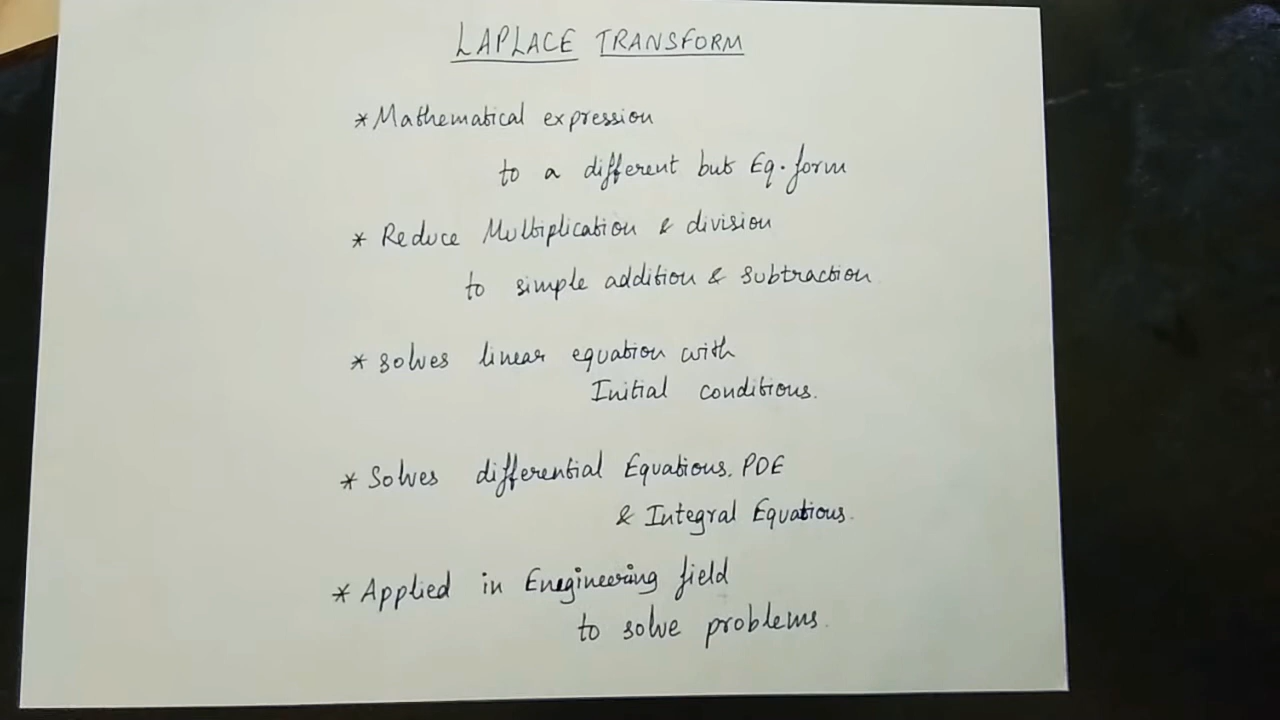 LAPLACE TRANSFORM
* Mathematical expression
to a different but Eq. form
* Reduce Multiplication & division
to simple addition & subtraction
* solves linear equation with
Initial conditions.
* Solves differential Equations. PDE
& Integral Equations.
* Applied in Enegineering field
to solve problems.